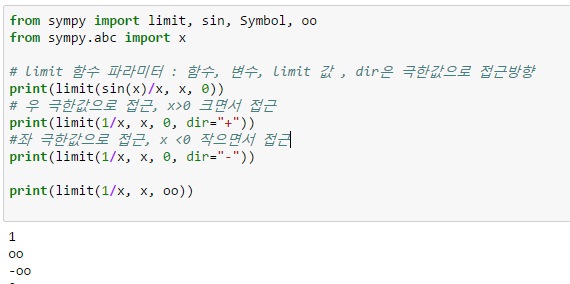 from sympy import limit, sin, Symbol, oo
from sympy.abc import x
# limit 함수 파라미터 : 함수, 변수, limit 값 , dir은 극한값으로 접근방향
print(limit(sin(x)/x, x, 0))
# 우 극한값으로 접근, x>0 크면서 접근
print(limit(1/x, x, 0, dir="+"))
#좌 극한값으로 접근, x <0 작으면서 접근
print(limit(1/x, x, 0, dir="-"))
print(limit(1/x, x, oo))
1
oo
-oo